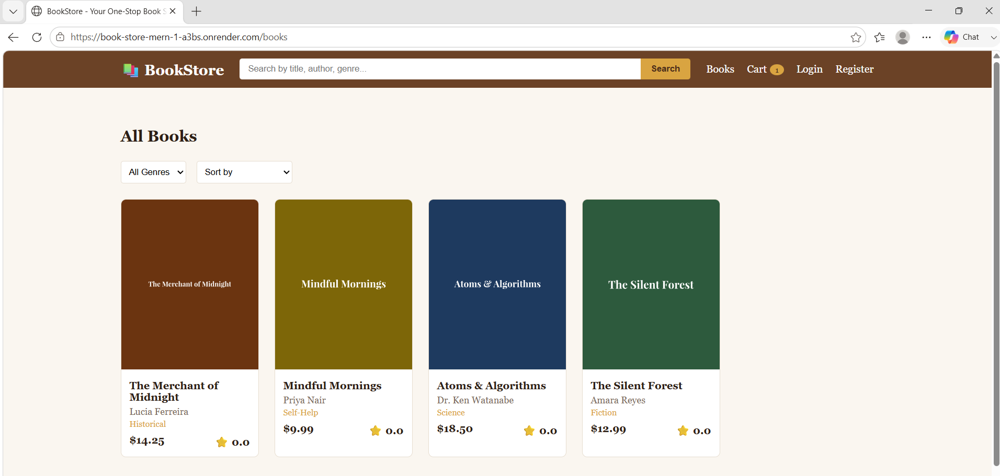 BookStore - Your One-Stop Book S
https://book-store-mern-1-a3bs.onrender.com/books
Chat
BookStore
Search by title, author, genre...
Search
Books
Cart 1
Login
Register
All Books
All Genres
Sort by
The Merchant of Midnight
Mindful Mornings
Atoms & Algorithms
The Silent Forest
The Merchant of
Midnight
Lucia Ferreira
Historical
$14.25
0.0
Mindful Mornings
Priya Nair
Self-Help
$9.99
0.0
Atoms & Algorithms
Dr. Ken Watanabe
Science
$18.50
0.0
The Silent Forest
Amara Reyes
Fiction
$12.99
0.0